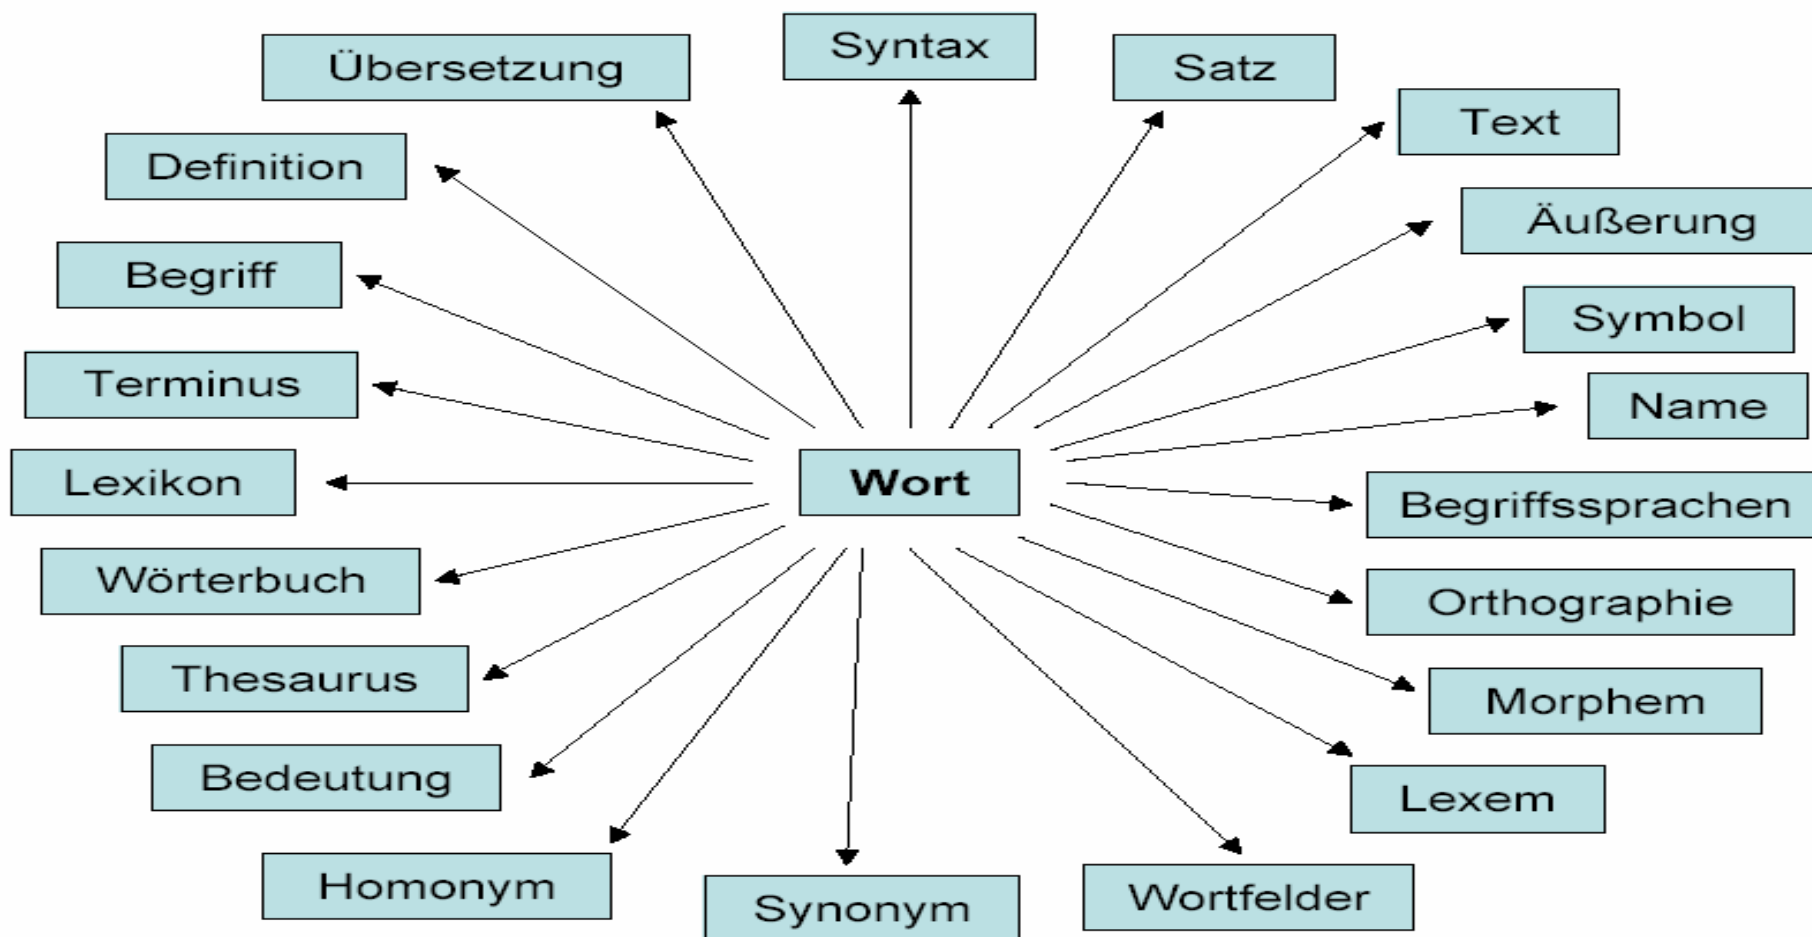 Syntax
Übersetzung
Satz
Text
Definition
Äußerung
Begriff
Symbol
Terminus
Name
Lexikon
Wort
Begriffssprachen
Wörterbuch
Orthographie
Thesaurus
Morphem
Bedeutung
Lexem
Homonym
Synonym
Wortfelder